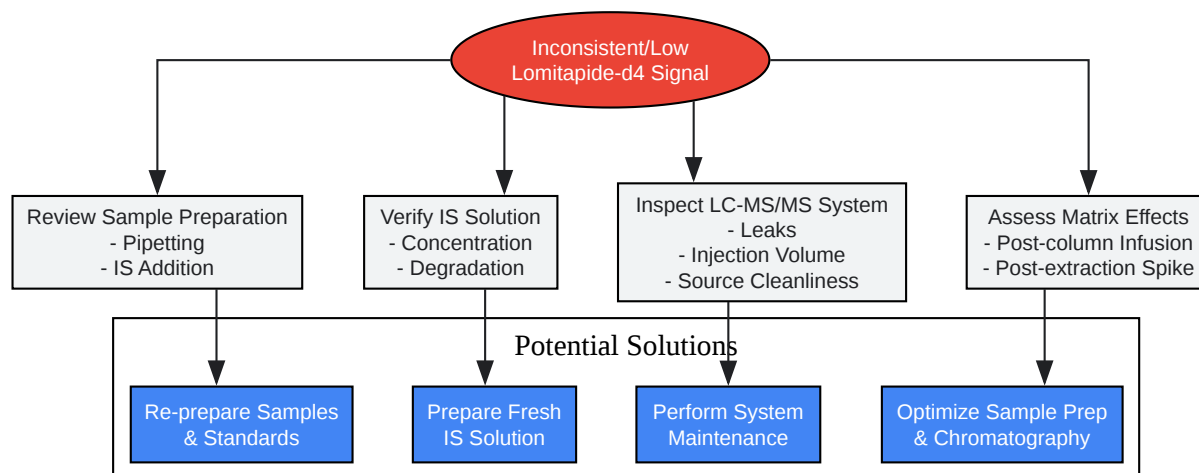 Inconsistent/Low
Lomitapide-d4 Signal
Review Sample Preparation
- Pipetting
- IS Addition
Verify IS Solution
- Concentration
- Degradation
Inspect LC-MS/MS System
- Leaks
- Injection Volume
- Source Cleanliness
Assess Matrix Effects
- Post-column Infusion
- Post-extraction Spike
Potential Solutions
Re-prepare Samples
& Standards
Prepare Fresh
IS Solution
Perform System
Maintenance
Optimize Sample Prep
& Chromatography